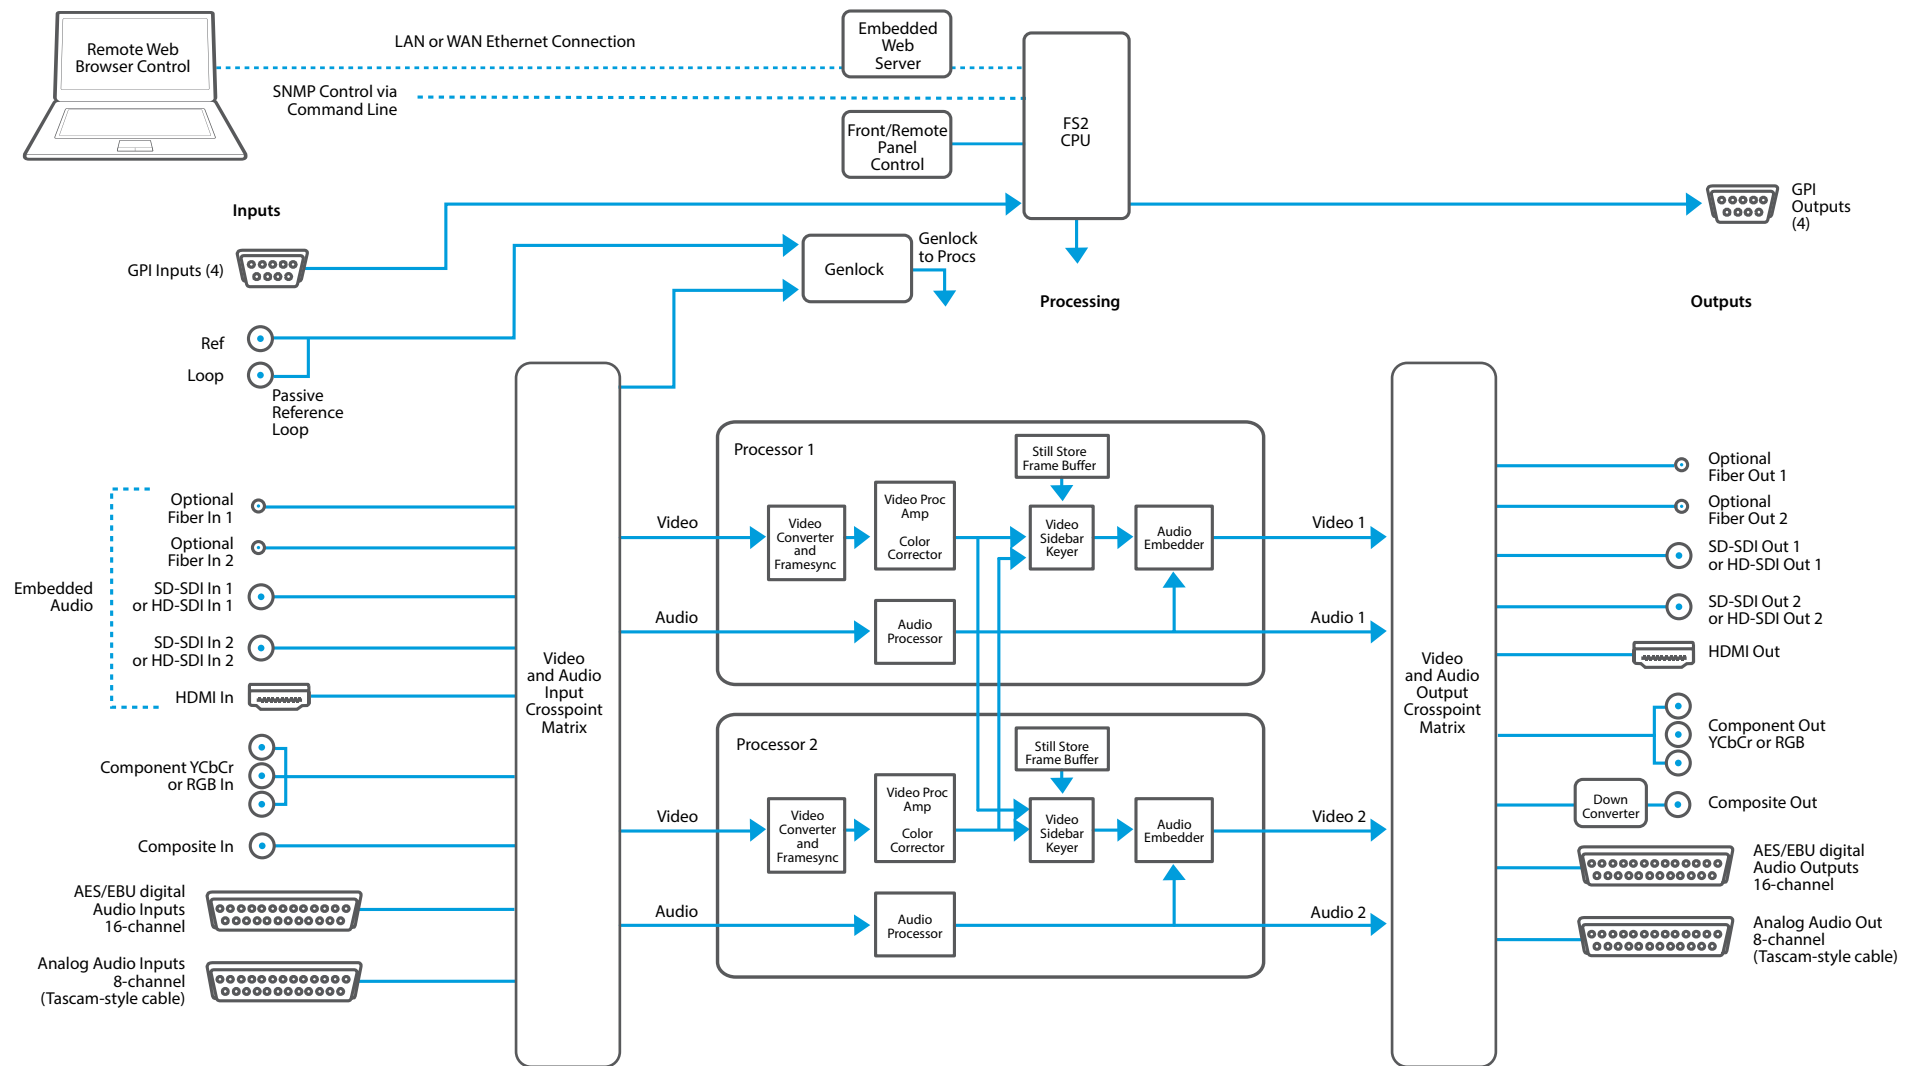 Remote Web
Browser Control
LAN or WAN Ethernet Connection
SNMP Control via
Command Line
Embedded
Web
Server
Front/Remote
Panel
Control
FS2
CPU
Inputs
GPI Inputs (4)
Ref
Loop
Passive
Reference
Loop
Genlock
Genlock
to Procs
Processing
GPI
Outputs
(4)
Outputs
Embedded
Audio
Optional
Fiber In 1
Optional
Fiber In 2
SD-SDI In 1
or HD-SDI In 1
SD-SDI In 2
or HD-SDI In 2
HDMI In
Component YCbCr
or RGB In
Composite In
AES/EBU digital
Audio Inputs
16-channel
Analog Audio Inputs
8-channel
(Tascam-style cable)
Video
and Audio
Input
Crosspoint
Matrix
Video
Audio
Processor 1
Video
Converter
and
Framesync
Video Proc
Amp
Color
Corrector
Still Store
Frame Buffer
Video
Sidebar
Keyer
Audio
Embedder
Audio
Processor
Video 1
Audio 1
Video
Audio
Processor 2
Video
Converter
and
Framesync
Video Proc
Amp
Color
Corrector
Still Store
Frame Buffer
Video
Sidebar
Keyer
Audio
Embedder
Audio
Processor
Video 2
Audio 2
Video
and Audio
Output
Crosspoint
Matrix
Optional
Fiber Out 1
Optional
Fiber Out 2
SD-SDI Out 1
or HD-SDI Out 1
SD-SDI Out 2
or HD-SDI Out 2
HDMI Out
Component Out
YCbCr or RGB
Down
Converter
Composite Out
AES/EBU digital
Audio Outputs
16-channel
Analog Audio Out
8-channel
(Tascam-style cable)